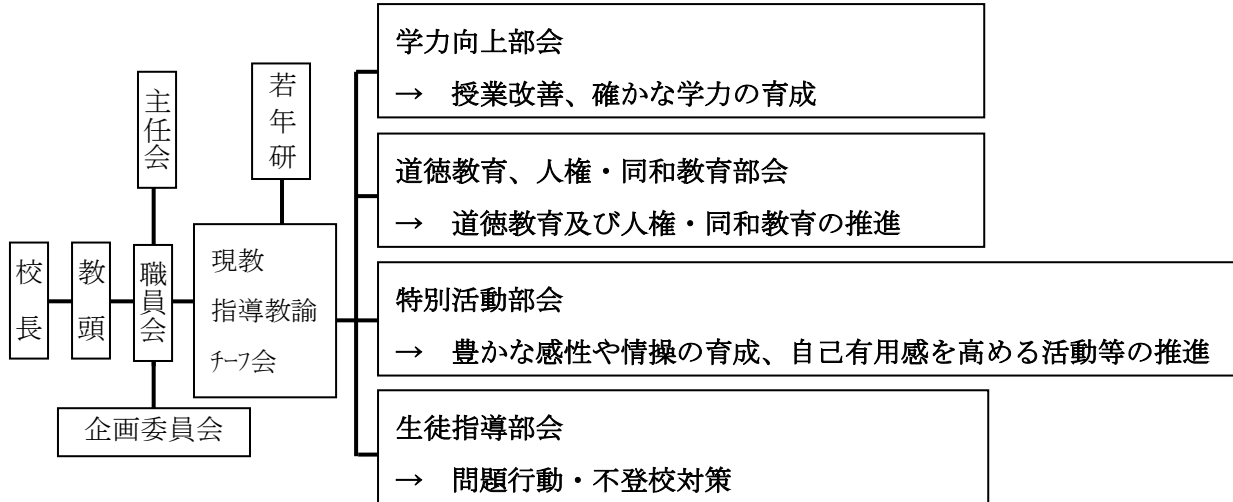 校長
教頭
職員会
主任会
企画委員会
現教
指導教諭
ﾁｰﾌ会
若年研
学力向上部会
→　授業改善、確かな学力の育成
道徳教育、人権・同和教育部会
→　道徳教育及び人権・同和教育の推進
特別活動部会
→　豊かな感性や情操の育成、自己有用感を高める活動等の推進
生徒指導部会
→　問題行動・不登校対策